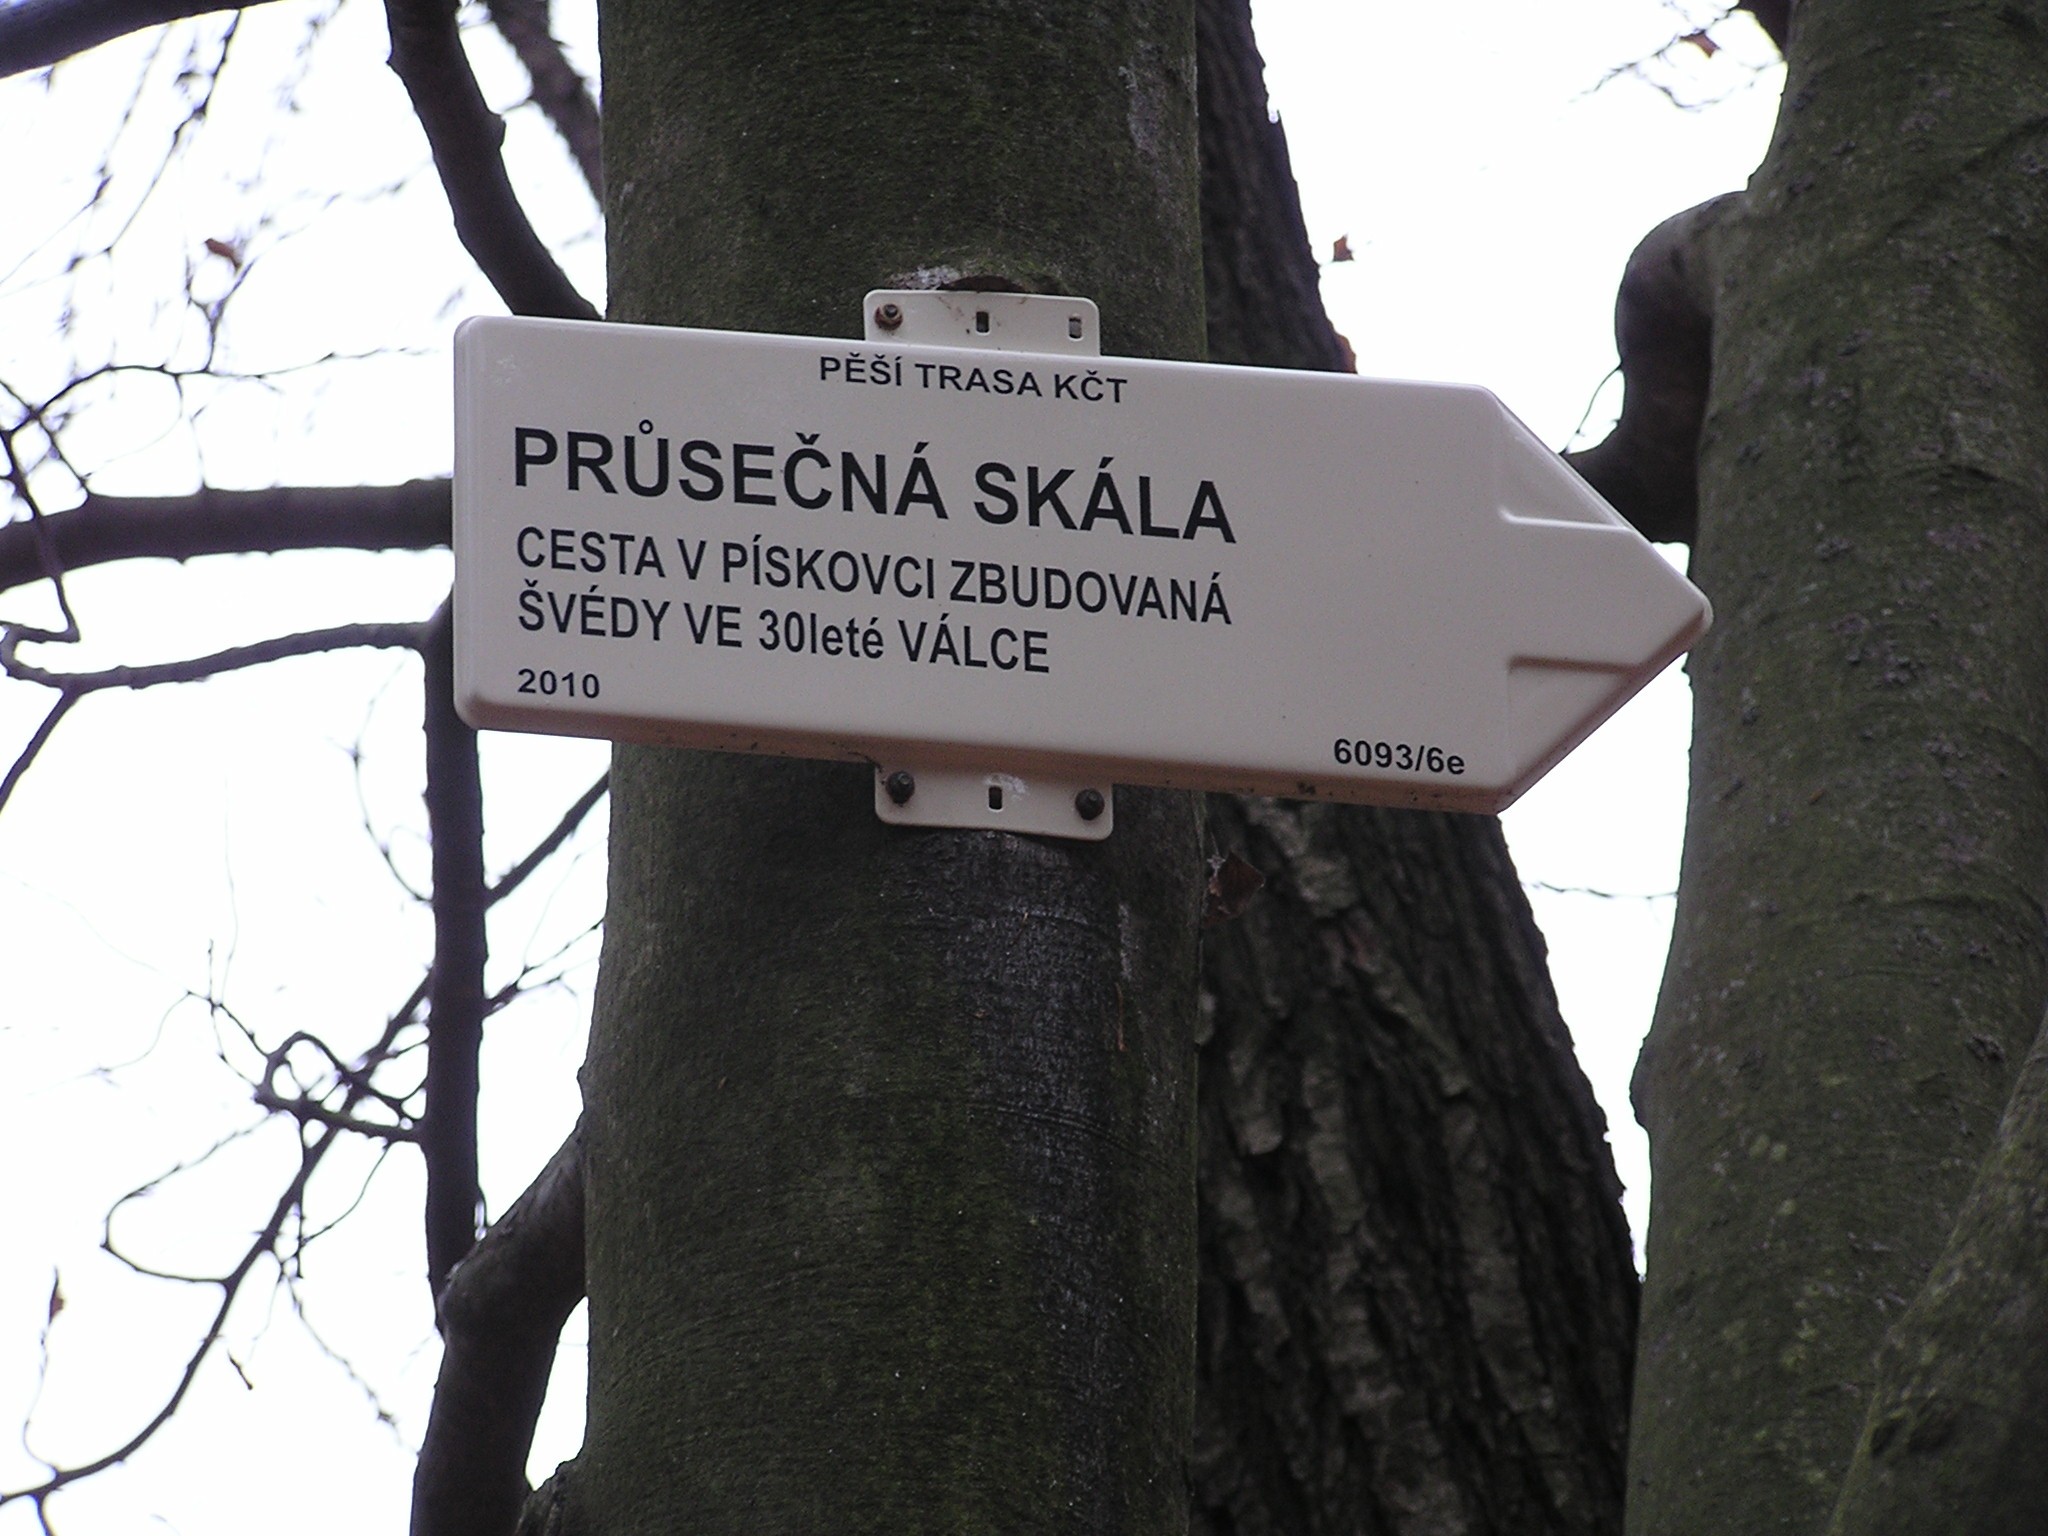 PĚŠÍ TRASA KČT
PRŮSEČNÁ SKÁLA
CESTA V PÍSKOVCI ZBUDOVANÁ
ŠVÉDY VE 30leté VÁLCE
2010
6093/6e